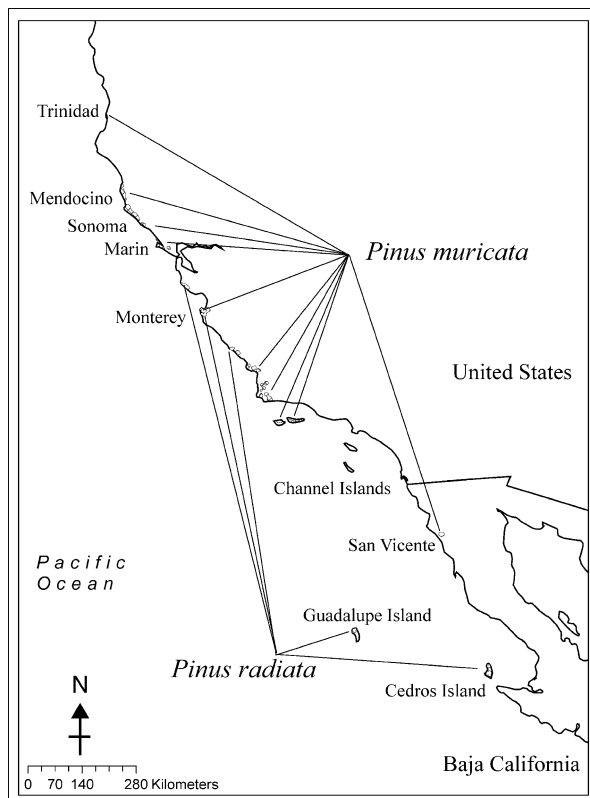 Trinidad
Mendocino
Sonoma
Marin
Pinus muricata
Monterey
United States
Channel Islands
San Vicente
Pacific
Ocean
Guadalupe Island
Pinus radiata
Cedros Island
N
Baja California
0 70 140 280 Kilometers